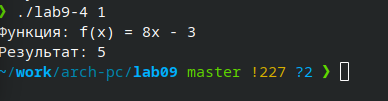 ❯ ./lab9-4 1
Функция: f(x) = 8x - 3
Результат: 5
~/work/arch-pc/lab09 master !227 ?2 ❯